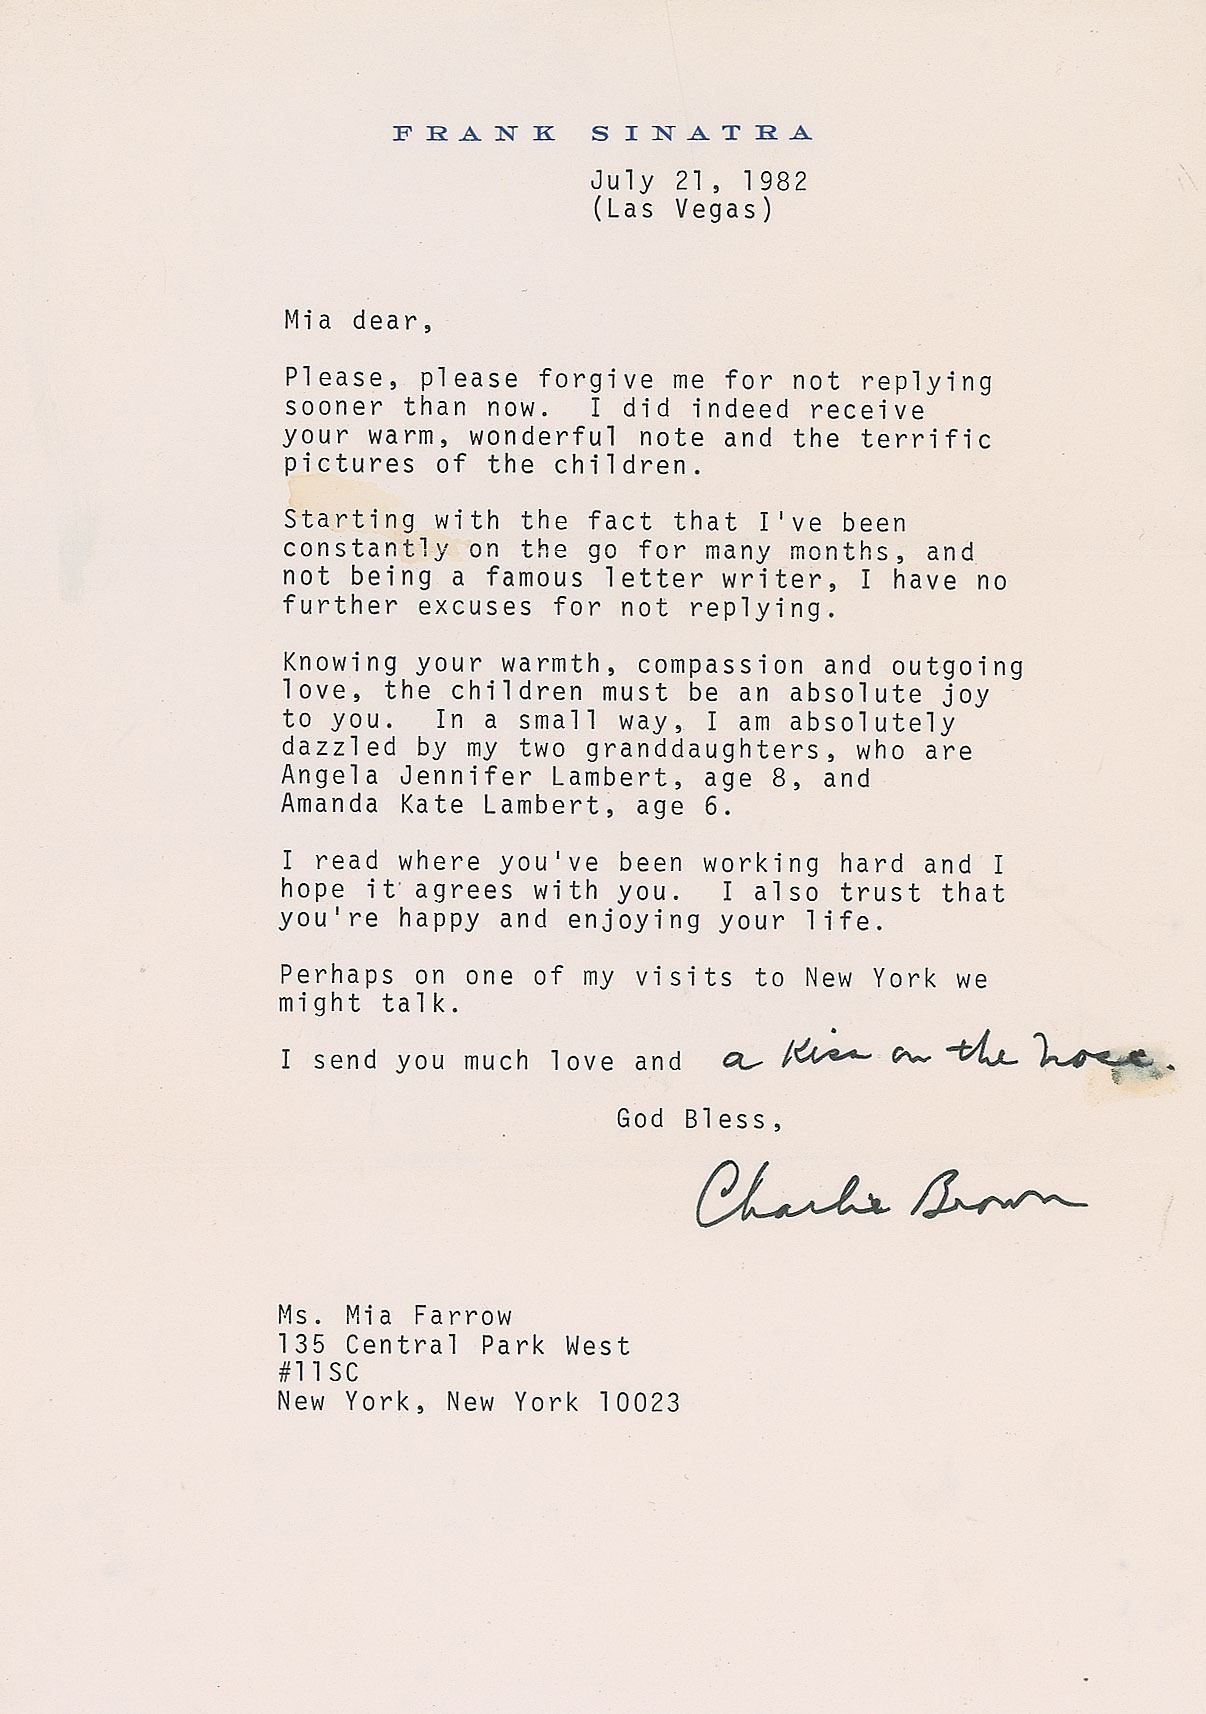 FRANK SINATRA
July 21, 1982
(Las Vegas)
Mia dear,
Please, please forgive me for not replying
sooner than now.  I did indeed receive
your warm, wonderful note and the terrific
pictures of the children.
Starting with the fact that I've been
constantly on the go for many months, and
not being a famous letter writer, I have no
further excuses for not replying.
Knowing your warmth, compassion and outgoing
love, the children must be an absolute joy
to you.  In a small way, I am absolutely
dazzled by my two granddaughters, who are
Angela Jennifer Lambert, age 8, and
Amanda Kate Lambert, age 6.
I read where you've been working hard and I
hope it agrees with you.  I also trust that
you're happy and enjoying your life.
Perhaps on one of my visits to New York we
might talk.
I send you much love and a kiss on the nose.
God Bless,
Charlie Brown
Ms. Mia Farrow
135 Central Park West
#11SC
New York, New York 10023